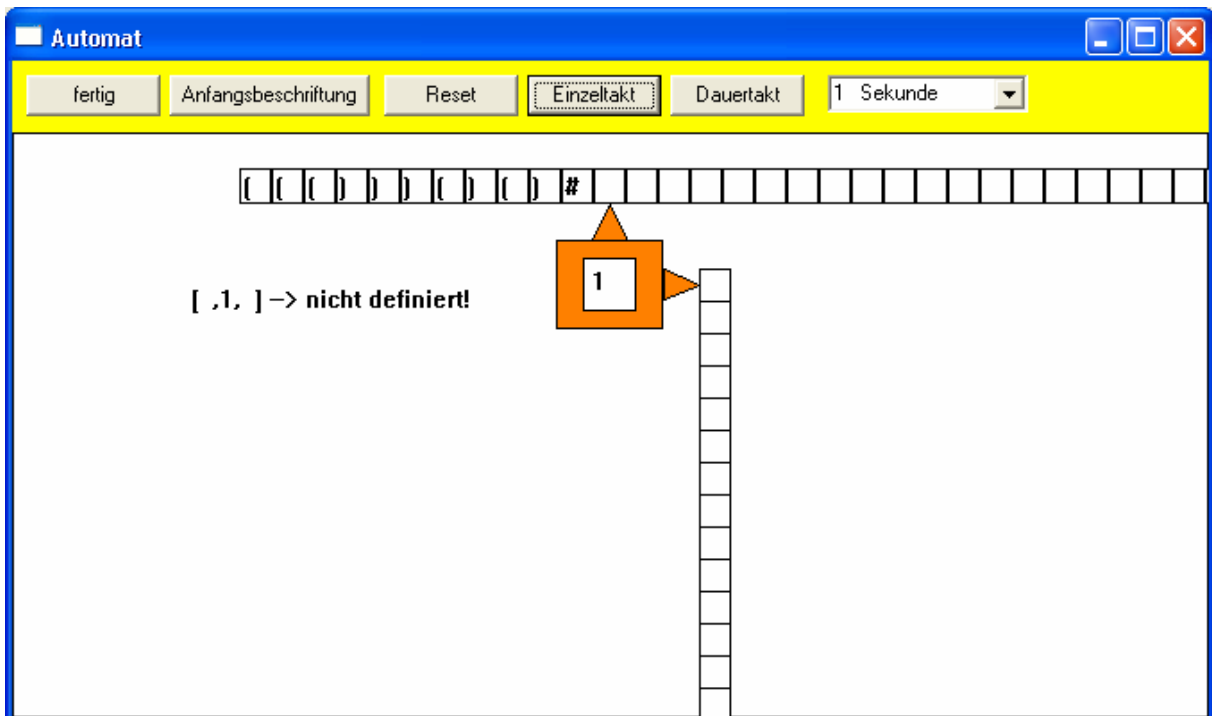 Automat
fertig Anfangsbeschriftung Reset Einzeltakt Dauertakt 1 Sekunde
( ( ( ) ) ) ( ) ( ) #
1
[ ,1, ] –> nicht definiert!